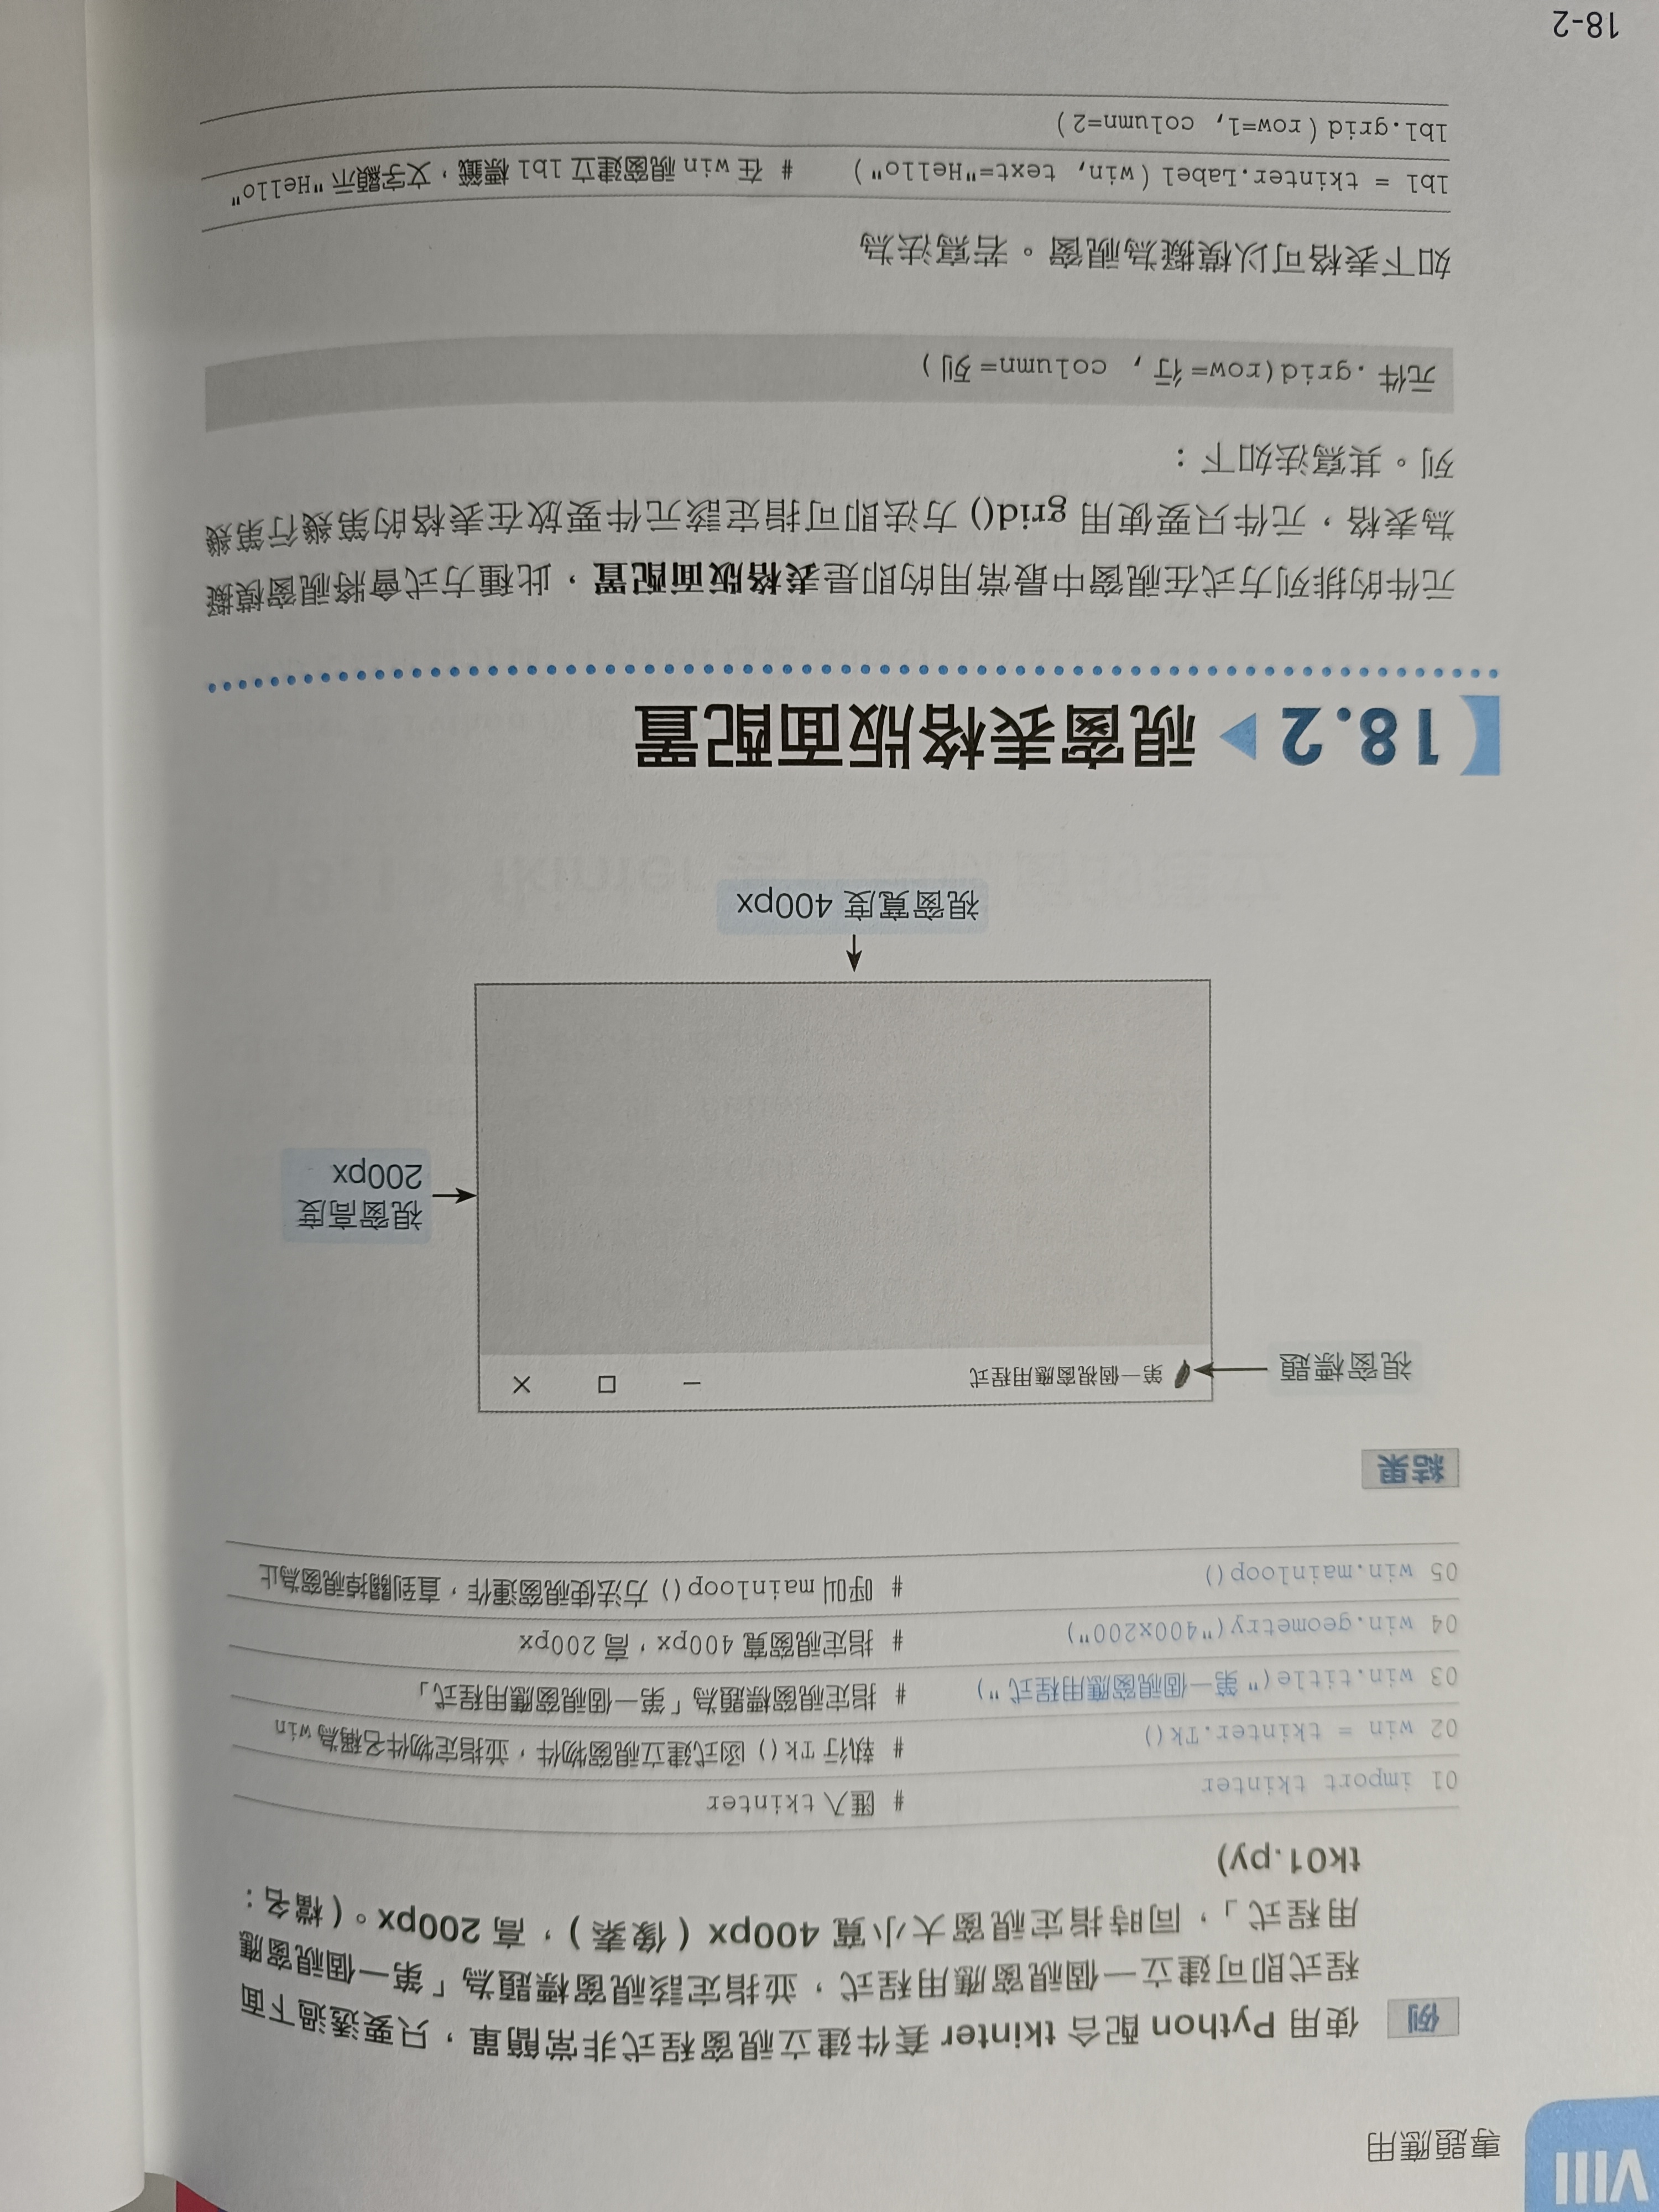 VIII
專題應用
例 使用 Python 配合 tkinter 套件建立視窗程式非常簡單，只要透過下面
程式即可建立一個視窗應用程式，並指定該視窗標題為「第一個視窗應
用程式」，同時指定視窗大小寬 400px (像素)，高 200px。(檔名：
tk01.py)
01 import tkinter # 匯入 tkinter
02 win = tkinter.Tk() # 執行 Tk() 函式建立視窗物件，並指定物件名稱為 win
03 win.title("第一個視窗應用程式") # 指定視窗標題為「第一個視窗應用程式」
04 win.geometry("400x200") # 指定視窗寬 400px，高 200px
05 win.mainloop() # 呼叫 mainloop() 方法使視窗運作，直到關掉視窗為止
結果
視窗標題
第一個視窗應用程式
視窗高度
200px
視窗寬度 400px
18.2 視窗表格版面配置
元件的排列方式在視窗中最常用的即是表格版面配置，此種方式會將視窗模擬
為表格，元件只要使用 grid() 方法即可指定該元件要放在表格的第幾行第幾
列。其寫法如下：
元件.grid(row=行, column=列)
如下表格可以模擬為視窗。若寫法為
lbl = tkinter.Label(win, text="Hello") # 在 win 視窗建立 lbl 標籤，文字顯示 "Hello"
lbl.grid(row=1, column=2)
18-2